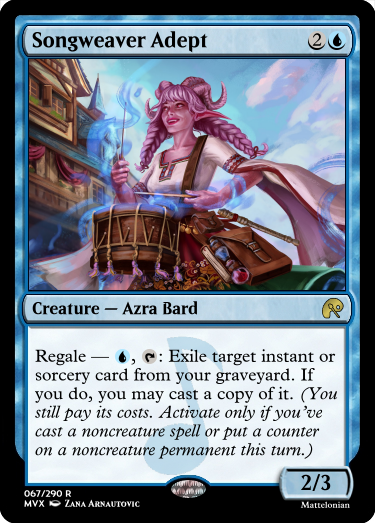 Songweaver Adept 2
Creature — Azra Bard
Regale — , : Exile target instant or
sorcery card from your graveyard. If
you do, you may cast a copy of it. (You
still pay its costs. Activate only if you've
cast a noncreature spell or put a counter
on a noncreature permanent this turn.)
2/3
067/290 R
MVX ZANA ARNAUTOVIC
Mattelonian